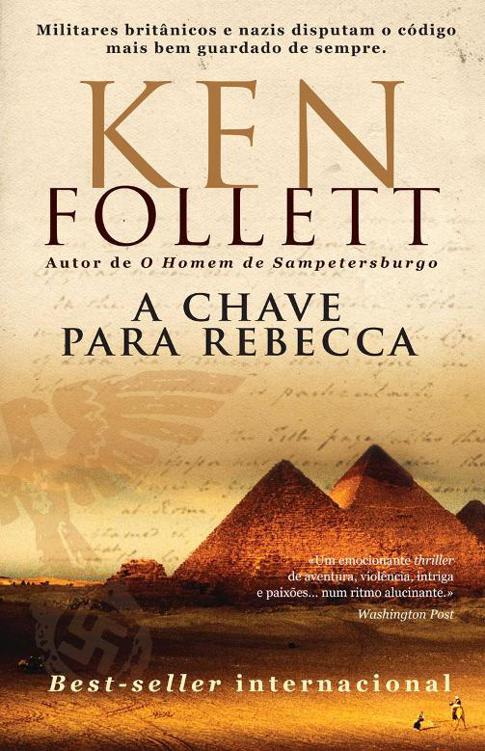 Militares britânicos e nazis disputam o código
mais bem guardado de sempre.
KEN
FOLLETT
Autor de O Homem de Sampetersburgo
A CHAVE
PARA REBECCA
«Um emocionante thriller
de aventura, violência, intriga
e paixões... num ritmo alucinante.»
Washington Post
Best-seller internacional